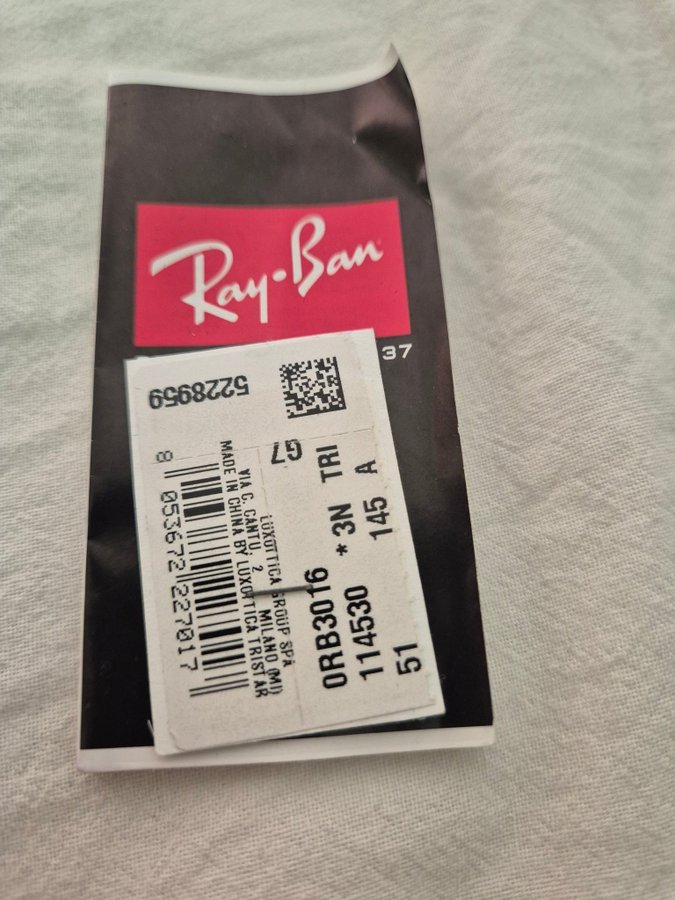 Ray-Ban
37
5228959
G7
8 053672 227017
MADE IN CHINA BY LUXOTTICA TRISTAR
VIA C. CANTU, 2 MILANO (MI)
LUXOTTICA GROUP SPA
0RB3016 TRI
114530 * 3N
51 145 A